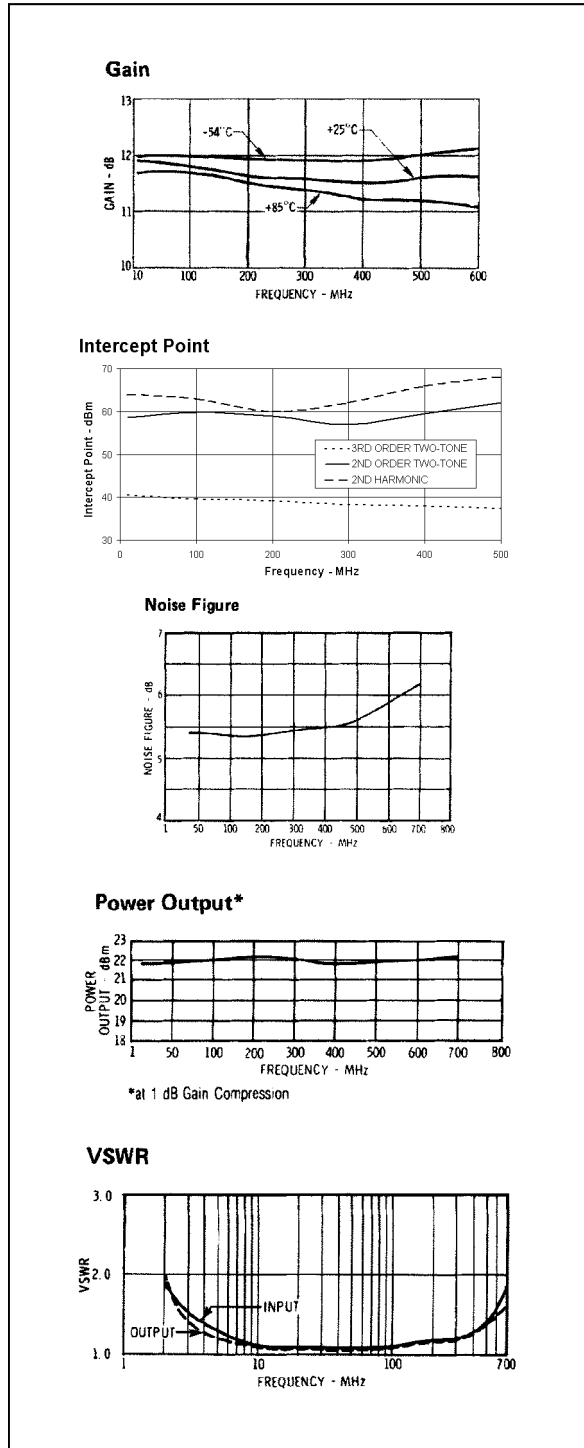 Gain
13
12
11
10
GAIN - dB
-54°C
+25°C
+85°C
10 100 200 300 400 500 600
FREQUENCY - MHz
Intercept Point
70
60
50
40
30
Intercept Point - dBm
3RD ORDER TWO-TONE
2ND ORDER TWO-TONE
2ND HARMONIC
0 100 200 300 400 500
Frequency - MHz
Noise Figure
7
6
5
4
NOISE FIGURE - dB
1 50 100 200 300 400 500 600 700 800
FREQUENCY - MHz
Power Output*
23
22
21
20
19
18
POWER
OUTPUT - dBm
1 50 100 200 300 400 500 600 700 800
FREQUENCY - MHz
*at 1 dB Gain Compression
VSWR
3.0
2.0
1.0
VSWR
INPUT
OUTPUT
1 10 100 700
FREQUENCY - MHz